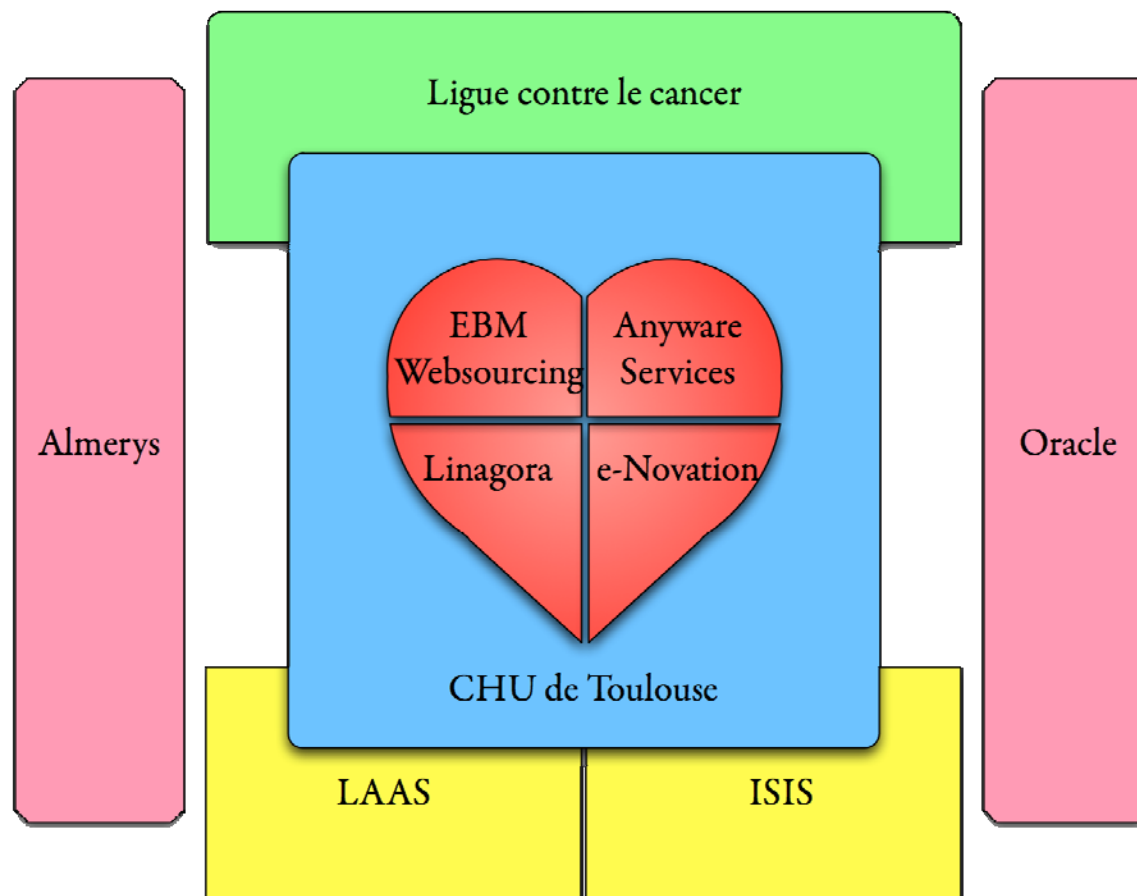 Ligue contre le cancer
EBM
Websourcing
Anyware
Services
Almerys
Linagora
e-Novation
Oracle
CHU de Toulouse
LAAS
ISIS